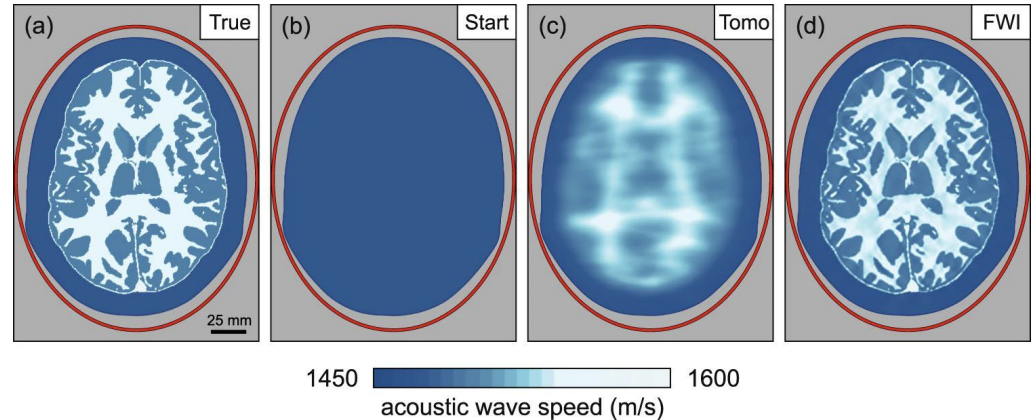 (a) True
(b) Start
(c) Tomo
(d) FWI
25 mm
1450 1600
acoustic wave speed (m/s)